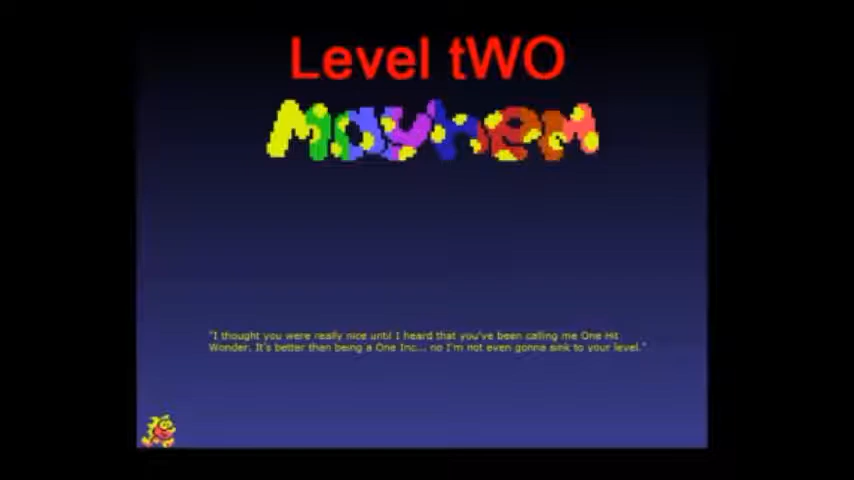 Level tWO
Mayhem
"I thought you were really nice until I heard that you've been calling me One Hit
Wonder. It's better than being a One Inc... no I'm not even gonna sink to your level."